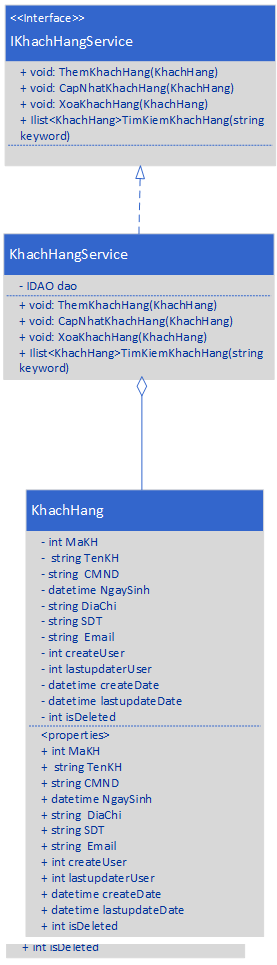 <<Interface>>
IKhachHangService
+ void: ThemKhachHang(KhachHang)
+ void: CapNhatKhachHang(KhachHang)
+ void: XoaKhachHang(KhachHang)
+ Ilist<KhachHang>TimKiemKhachHang(string
keyword)
KhachHangService
- IDAO dao
+ void: ThemKhachHang(KhachHang)
+ void: CapNhatKhachHang(KhachHang)
+ void: XoaKhachHang(KhachHang)
+ Ilist<KhachHang>TimKiemKhachHang(string
keyword)
KhachHang
- int MaKH
- string TenKH
- string CMND
- datetime NgaySinh
- string DiaChi
- string SDT
- string Email
- int createUser
- int lastupdaterUser
- datetime createDate
- datetime lastupdateDate
- int isDeleted
<properties>
+ int MaKH
+ string TenKH
+ string CMND
+ datetime NgaySinh
+ string DiaChi
+ string SDT
+ string Email
+ int createUser
+ int lastupdaterUser
+ datetime createDate
+ datetime lastupdateDate
+ int isDeleted
+ int isDeleted